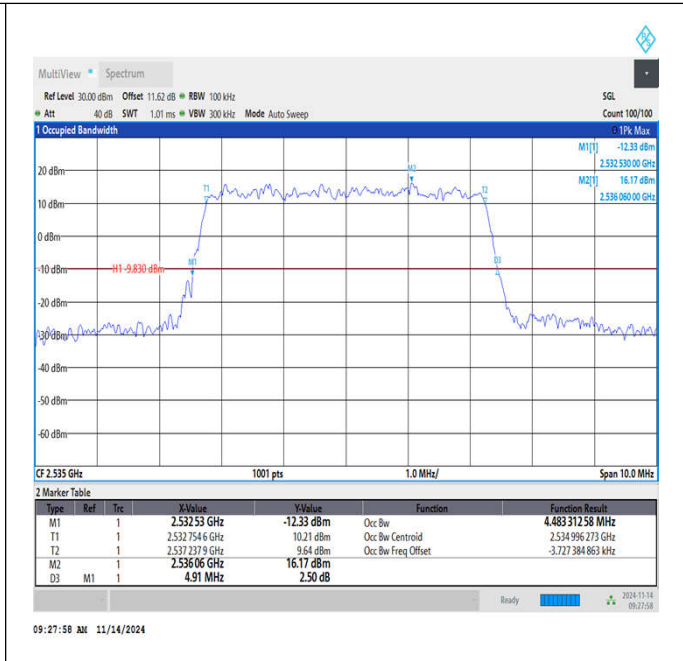 R/S
MultiView Spectrum
Ref Level 30.00 dBm Offset 11.62 dB RBW 100 kHz SGL
Att 40 dB SWT 1.01 ms VBW 300 kHz Mode Auto Sweep Count 100/100
1 Occupied Bandwidth 1Pk Max
M1[1] -12.33 dBm
2.532 530 00 GHz
M2[1] 16.17 dBm
2.536 060 00 GHz
20 dBm
M2
T1
T2
10 dBm
0 dBm
M1
D3
-10 dBm
H1 -9.830 dBm
-20 dBm
-30 dBm
-40 dBm
-50 dBm
-60 dBm
CF 2.535 GHz 1001 pts 1.0 MHz/ Span 10.0 MHz
2 Marker Table
Type Ref Trc X-Value Y-Value Function Function Result
M1 1 2.532 53 GHz -12.33 dBm Occ Bw 4.483 312 58 MHz
T1 1 2.532 754 6 GHz 10.21 dBm Occ Bw Centroid 2.534 996 273 GHz
T2 1 2.537 237 9 GHz 9.64 dBm Occ Bw Freq Offset -3.727 384 863 kHz
M2 1 2.536 06 GHz 16.17 dBm
D3 M1 1 4.91 MHz 2.50 dB
Ready 2024-11-14
09:27:58
09:27:58 AM 11/14/2024